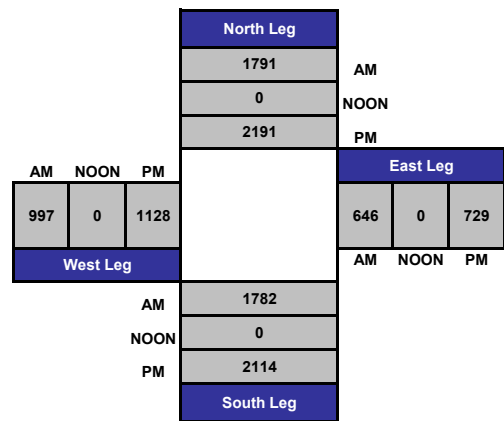 North Leg
1791 AM
0 NOON
2191 PM
AM NOON PM East Leg
997 0 1128 646 0 729
West Leg AM NOON PM
AM 1782
NOON 0
PM 2114
South Leg